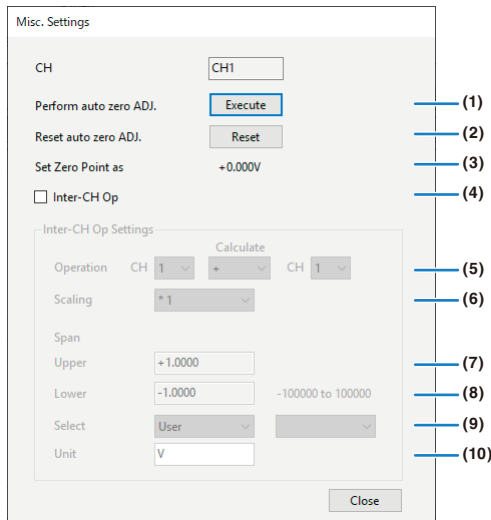 Misc. Settings
CH CH1
Perform auto zero ADJ. Execute (1)
Reset auto zero ADJ. Reset (2)
Set Zero Point as +0.000V (3)
Inter-CH Op (4)
Inter-CH Op Settings
Calculate
Operation CH 1 + CH 1 (5)
Scaling * 1 (6)
Span
Upper +1.0000 (7)
Lower -1.0000 -100000 to 100000 (8)
Select User (9)
Unit V (10)
Close